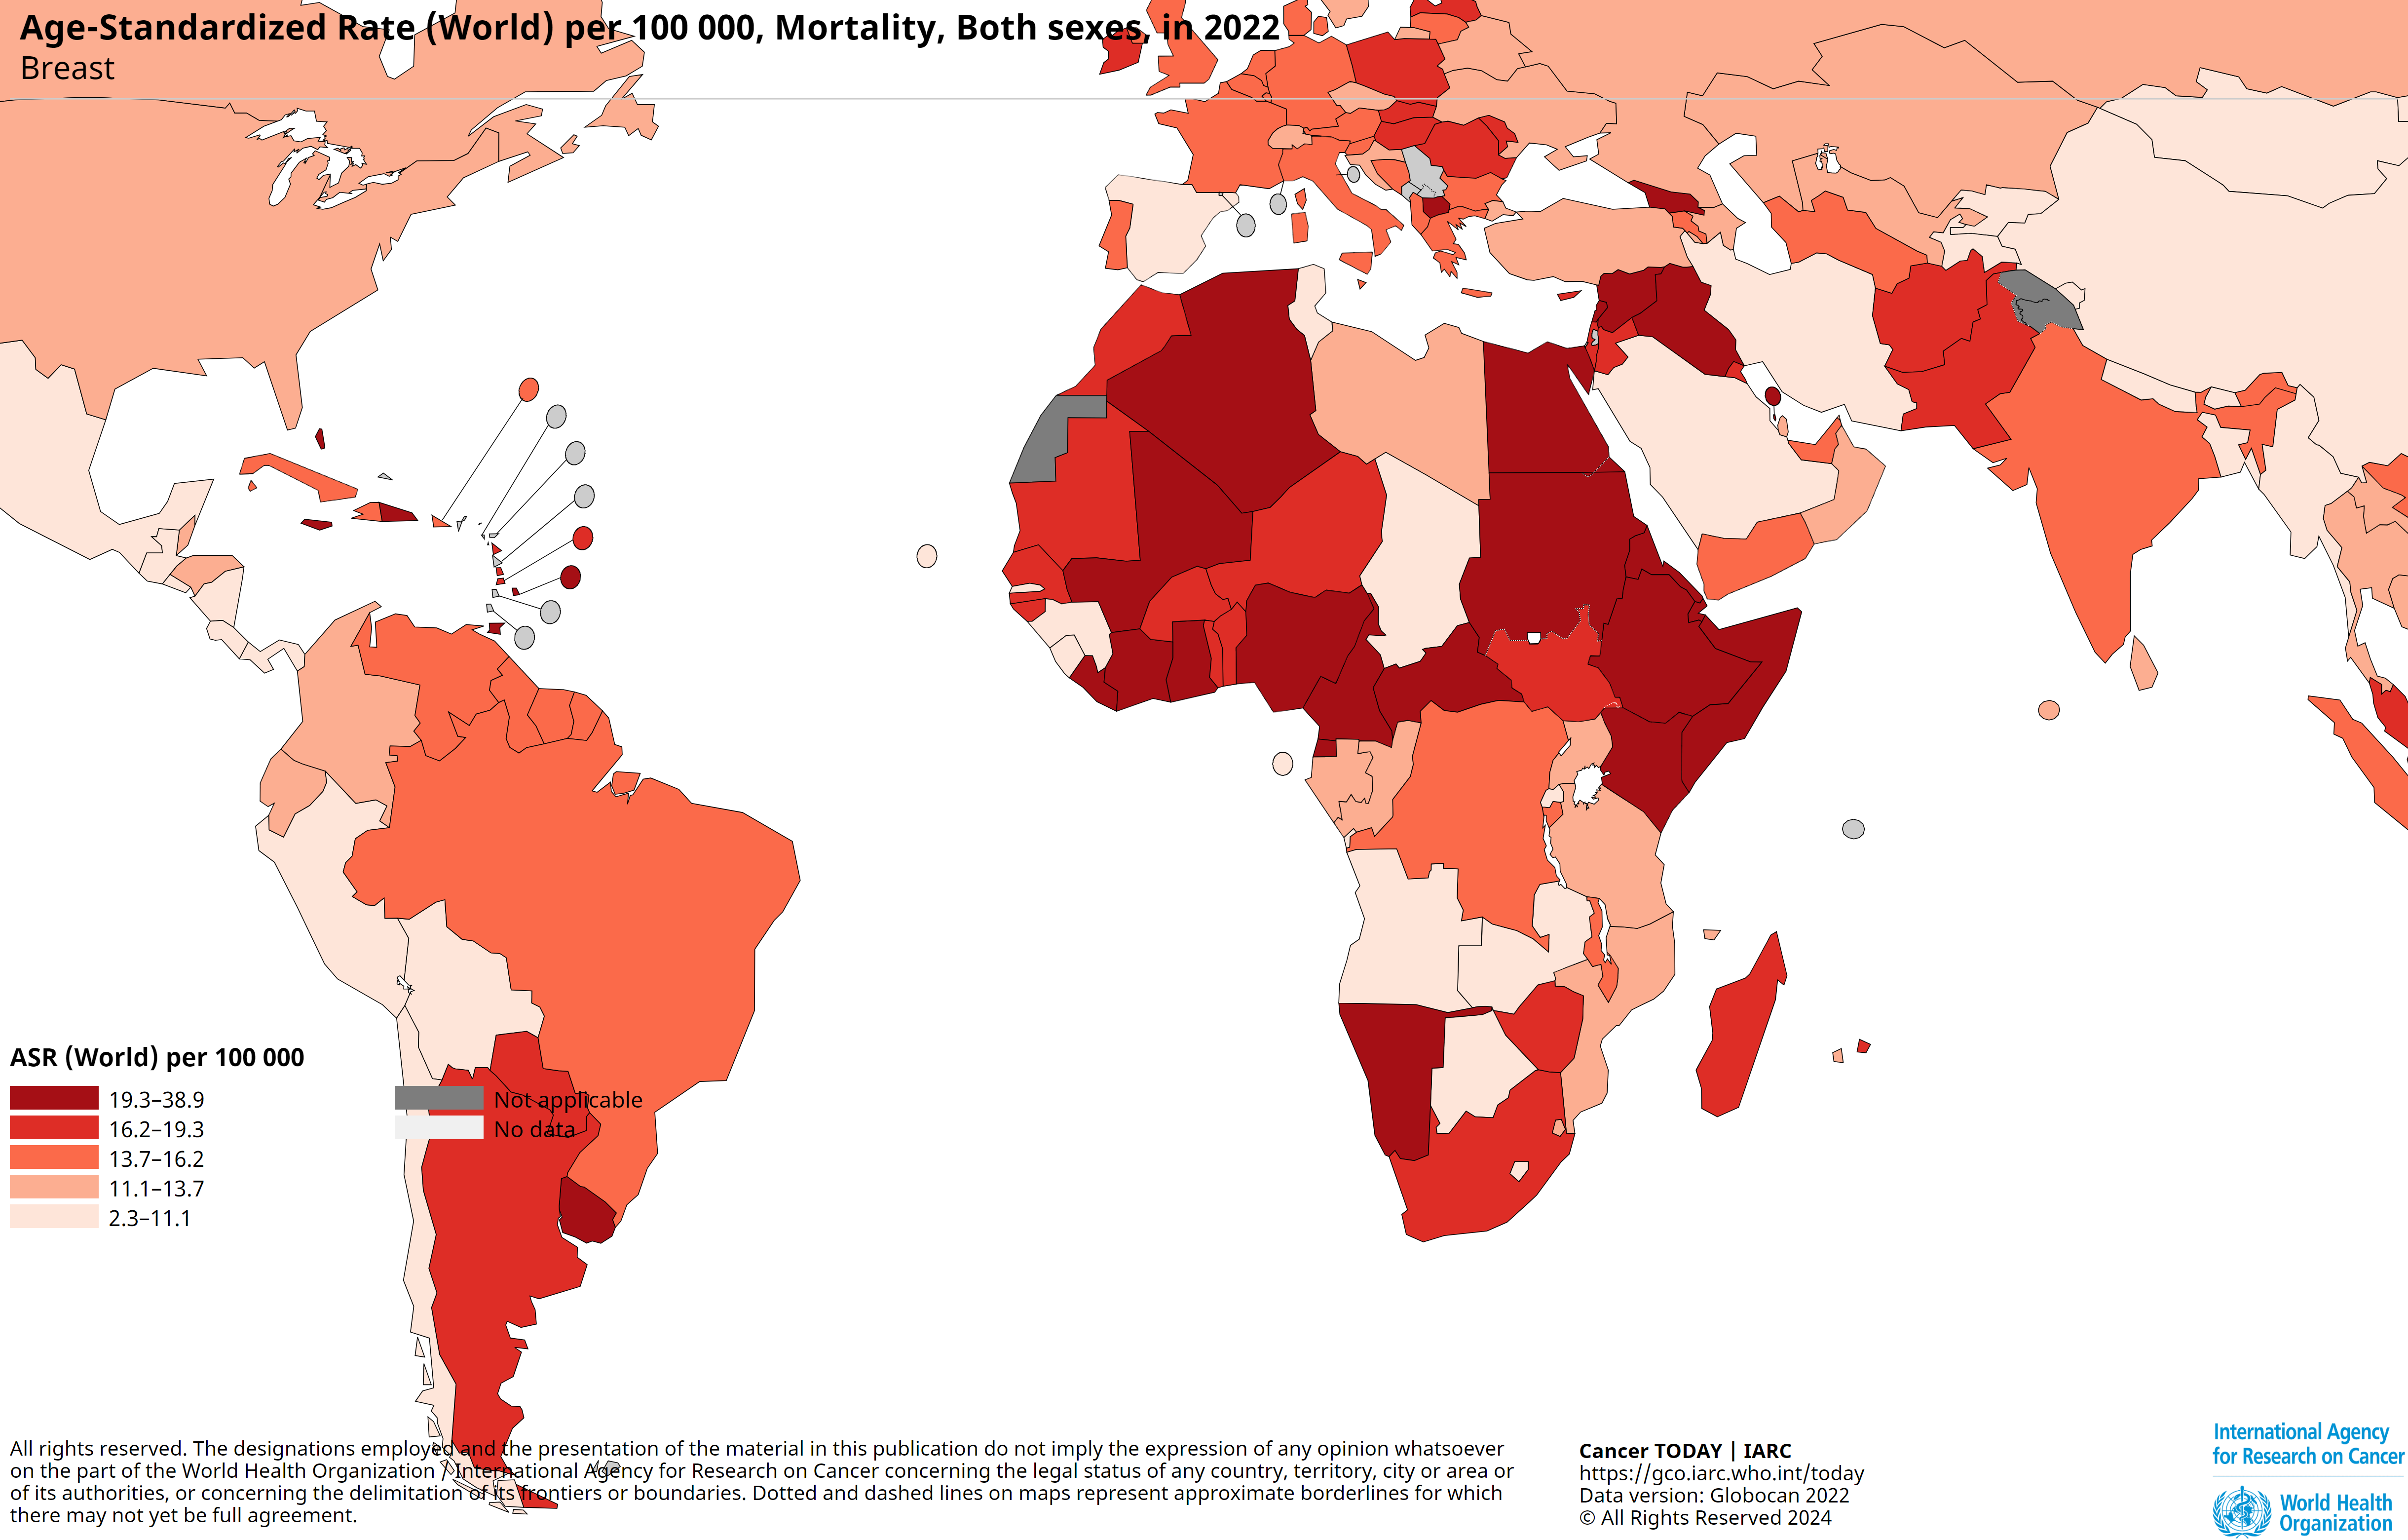 Age-Standardized Rate (World) per 100 000, Mortality, Both sexes, in 2022
Breast
ASR (World) per 100 000
19.3–38.9
16.2–19.3
13.7–16.2
11.1–13.7
2.3–11.1
Not applicable
No data
All rights reserved. The designations employed and the presentation of the material in this publication do not imply the expression of any opinion whatsoever
on the part of the World Health Organization / International Agency for Research on Cancer concerning the legal status of any country, territory, city or area or
of its authorities, or concerning the delimitation of its frontiers or boundaries. Dotted and dashed lines on maps represent approximate borderlines for which
there may not yet be full agreement.
Cancer TODAY | IARC
https://gco.iarc.who.int/today
Data version: Globocan 2022
© All Rights Reserved 2024
International Agency
for Research on Cancer
World Health
Organization